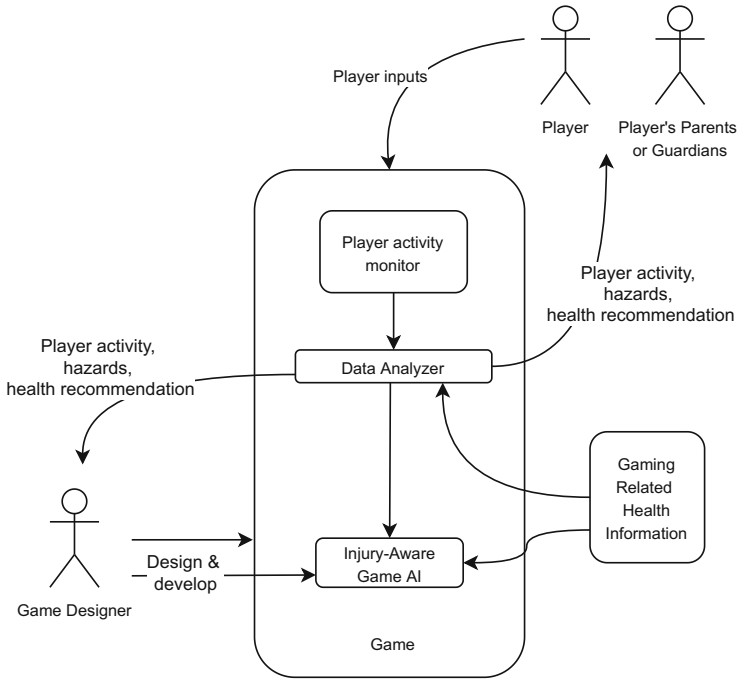 Player inputs
Player
Player's Parents
or Guardians
Player activity
monitor
Player activity,
hazards,
health recommendation
Data Analyzer
Player activity,
hazards,
health recommendation
Gaming
Related
Health
Information
Injury-Aware
Game AI
Design &
develop
Game Designer
Game